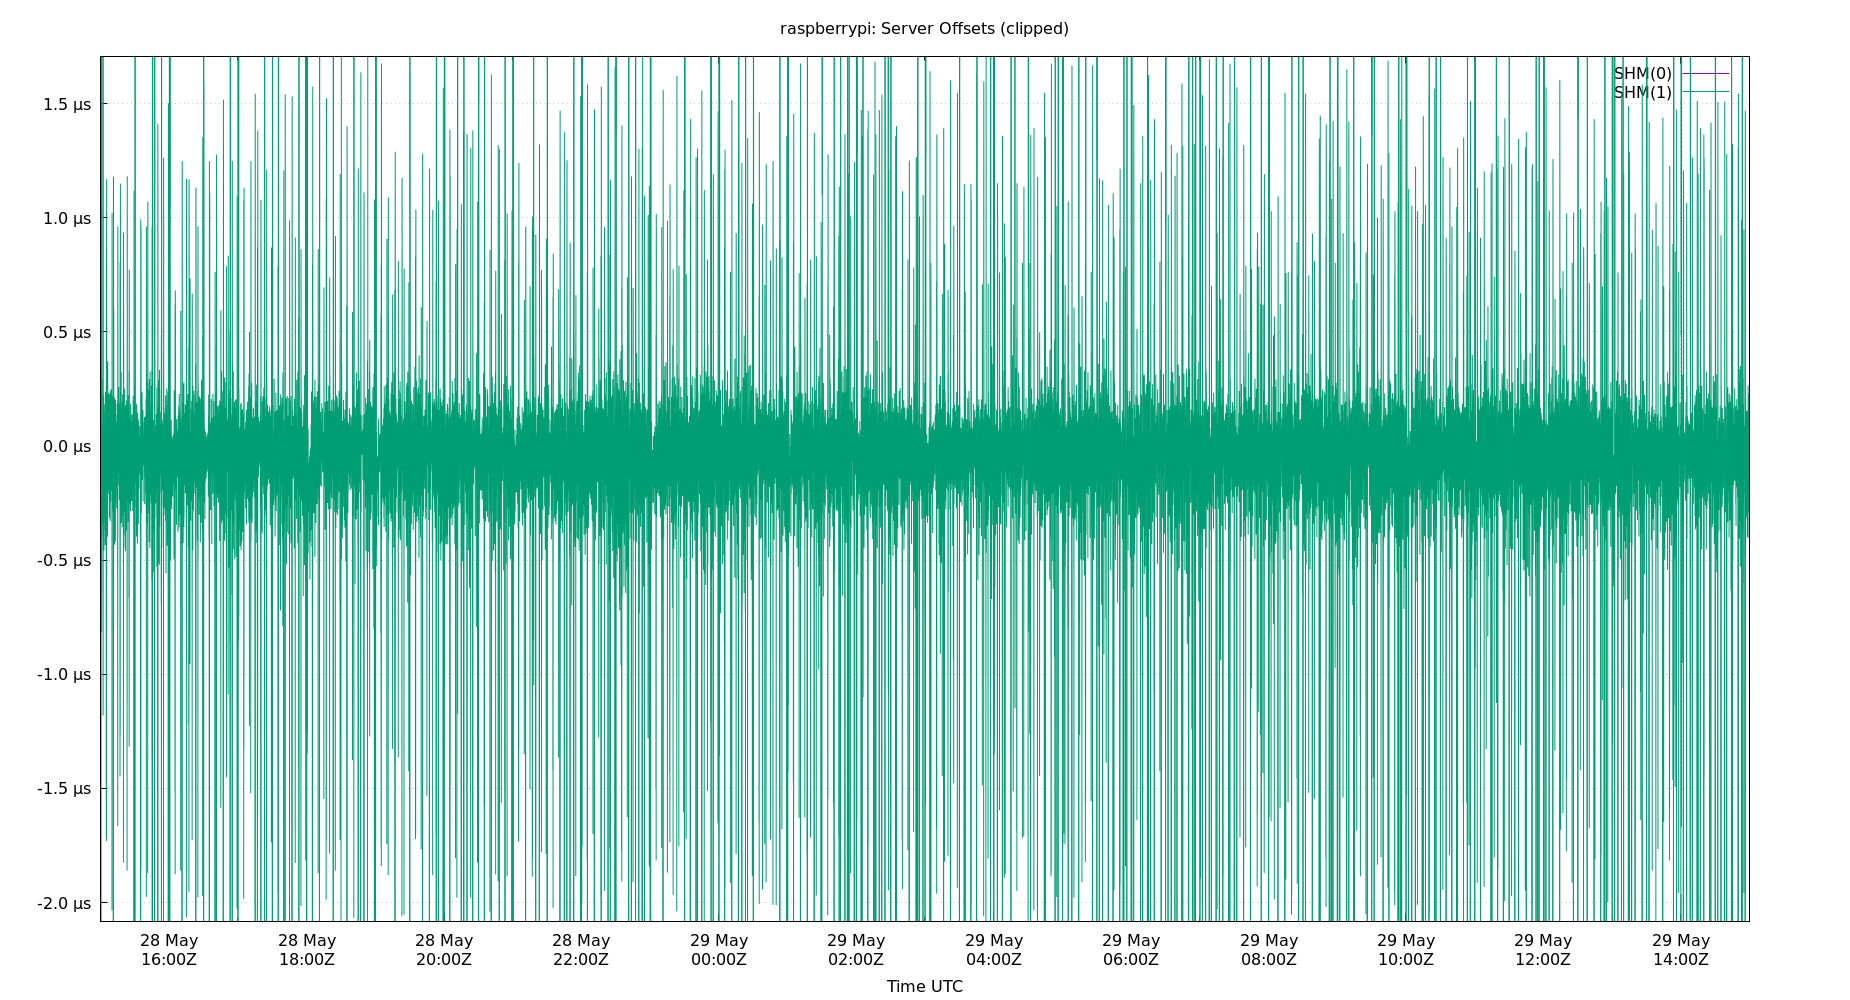 raspberrypi: Server Offsets (clipped)
SHM(0)
SHM(1)
1.5 µs
1.0 µs
0.5 µs
0.0 µs
-0.5 µs
-1.0 µs
-1.5 µs
-2.0 µs
28 May 28 May 28 May 28 May 29 May 29 May 29 May 29 May 29 May 29 May 29 May 29 May
16:00Z 18:00Z 20:00Z 22:00Z 00:00Z 02:00Z 04:00Z 06:00Z 08:00Z 10:00Z 12:00Z 14:00Z
Time UTC